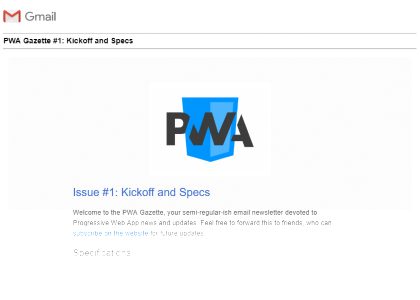 Gmail
PWA Gazette #1: Kickoff and Specs
PWA
Issue #1: Kickoff and Specs
Welcome to the PWA Gazette, your semi-regular-ish email newsletter devoted to
Progressive Web App news and updates. Feel free to forward this to friends, who can
subscribe on the website for future updates.
Specifications